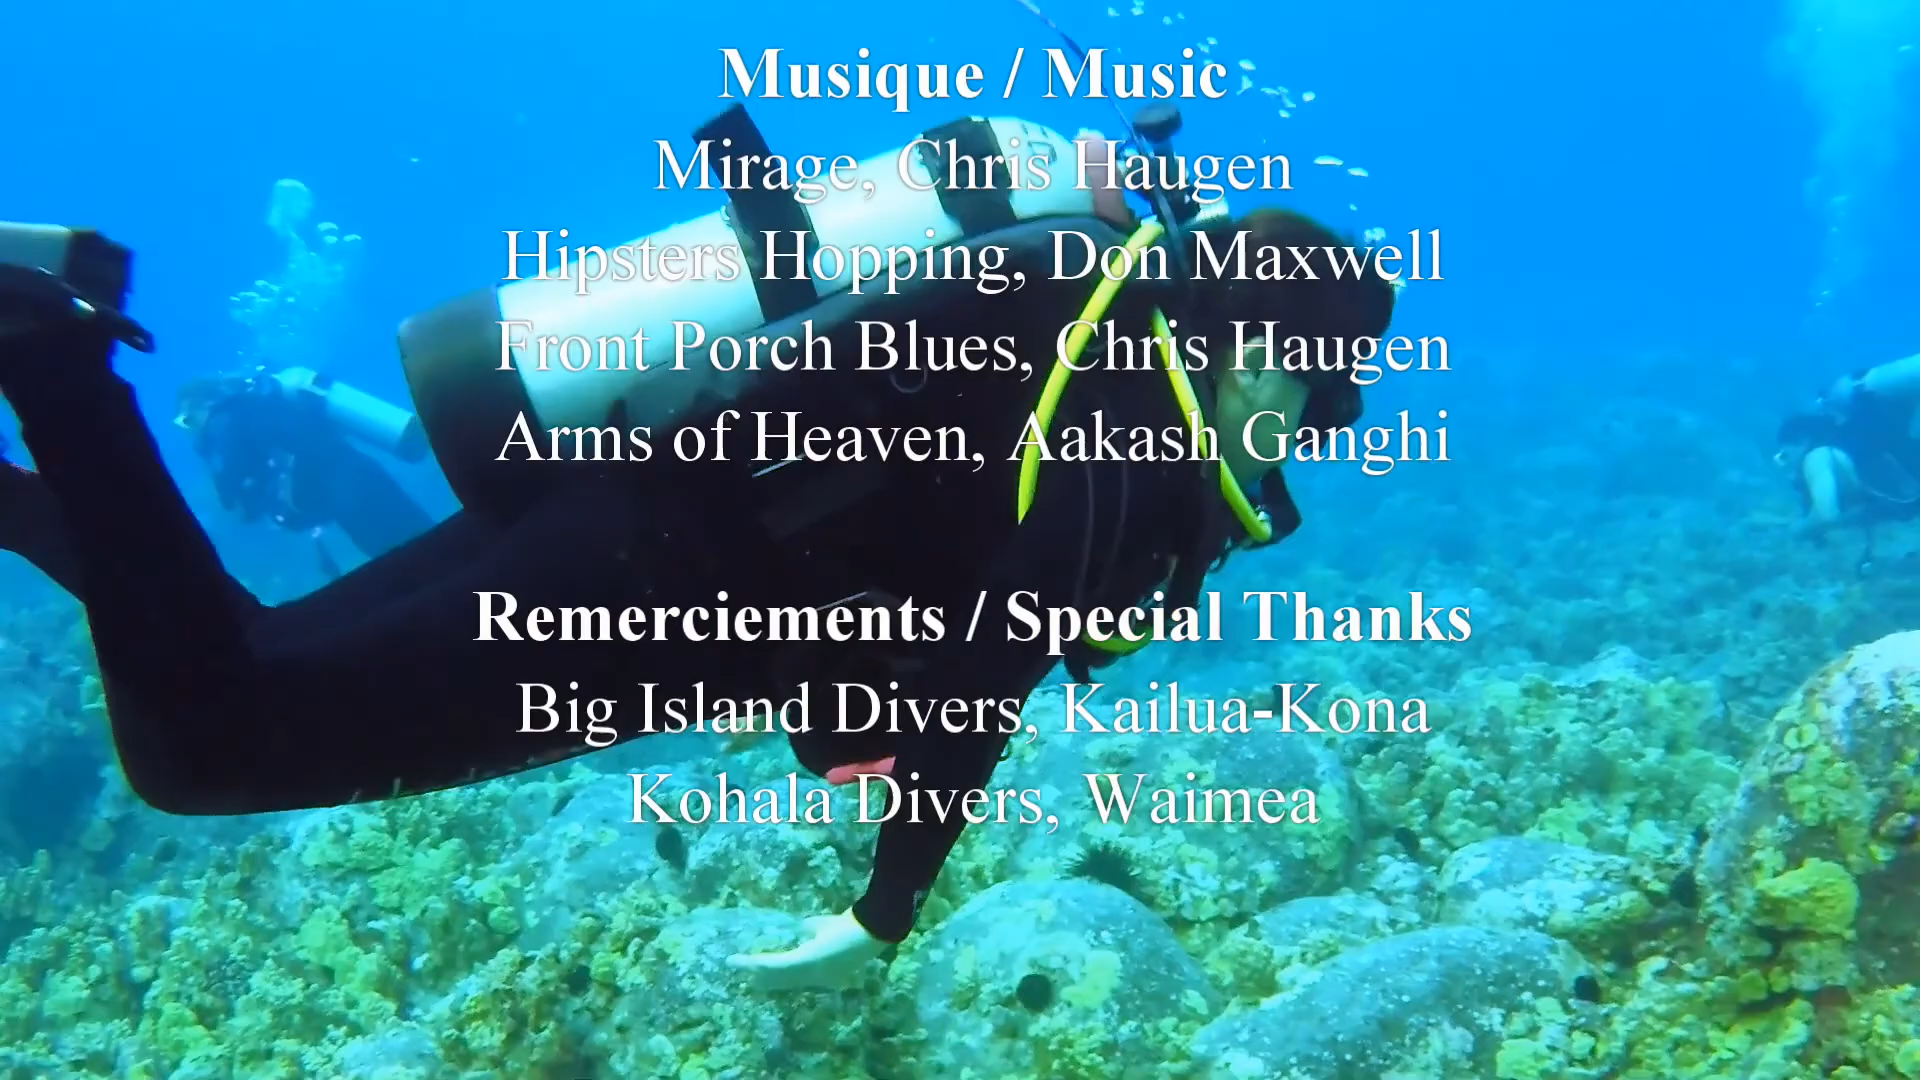 Musique / Music
Mirage, Chris Haugen
Hipsters Hopping, Don Maxwell
Front Porch Blues, Chris Haugen
Arms of Heaven, Aakash Ganghi
Remerciements / Special Thanks
Big Island Divers, Kailua-Kona
Kohala Divers, Waimea